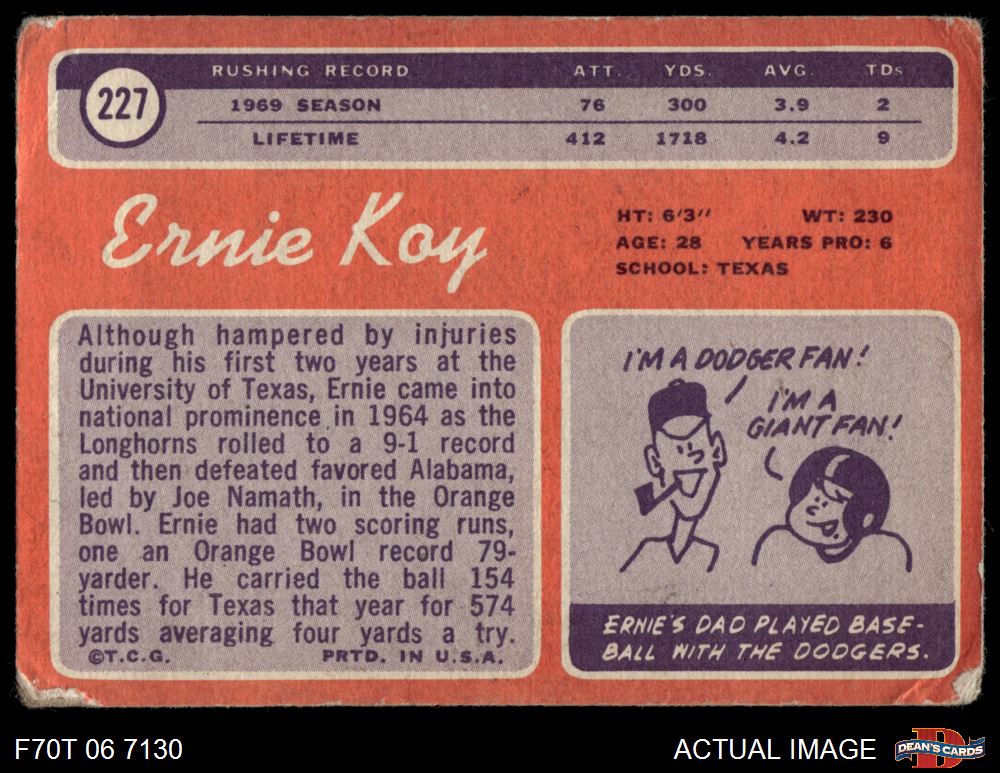 227
RUSHING RECORD ATT. YDS. AVG. TDs
1969 SEASON 76 300 3.9 2
LIFETIME 412 1718 4.2 9
Ernie Koy
HT: 6'3" WT: 230
AGE: 28 YEARS PRO: 6
SCHOOL: TEXAS
Although hampered by injuries
during his first two years at the
University of Texas, Ernie came into
national prominence in 1964 as the
Longhorns rolled to a 9-1 record
and then defeated favored Alabama,
led by Joe Namath, in the Orange
Bowl. Ernie had two scoring runs,
one an Orange Bowl record 79-
yarder. He carried the ball 154
times for Texas that year for 574
yards averaging four yards a try.
©T.C.G. PRTD. IN U.S.A.
I'M A DODGER FAN!
I'M A
GIANT FAN!
ERNIE'S DAD PLAYED BASE-
BALL WITH THE DODGERS.
F70T 06 7130
ACTUAL IMAGE
D
DEAN'S CARDS